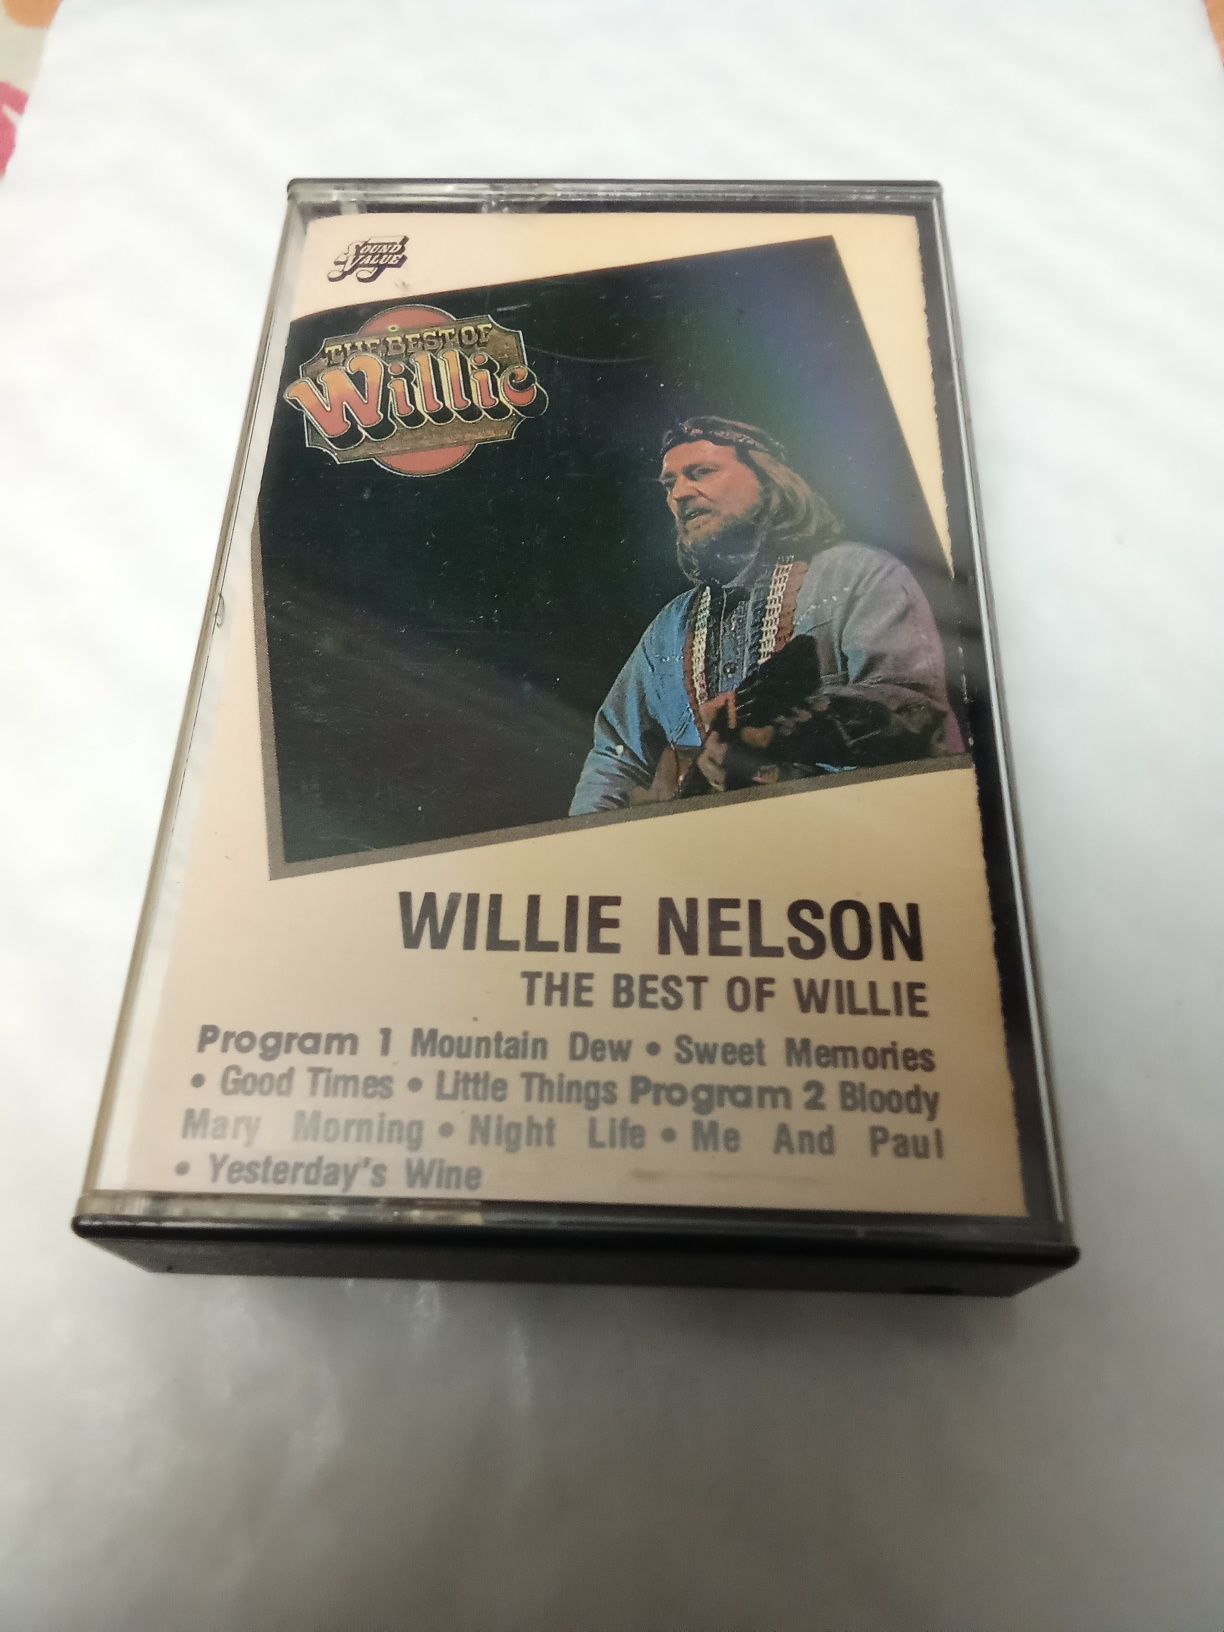 SOUND
VALUE
THE BEST OF
Willie
WILLIE NELSON
THE BEST OF WILLIE
Program 1 Mountain Dew • Sweet Memories
• Good Times • Little Things Program 2 Bloody
Mary Morning • Night Life • Me And Paul
• Yesterday's Wine